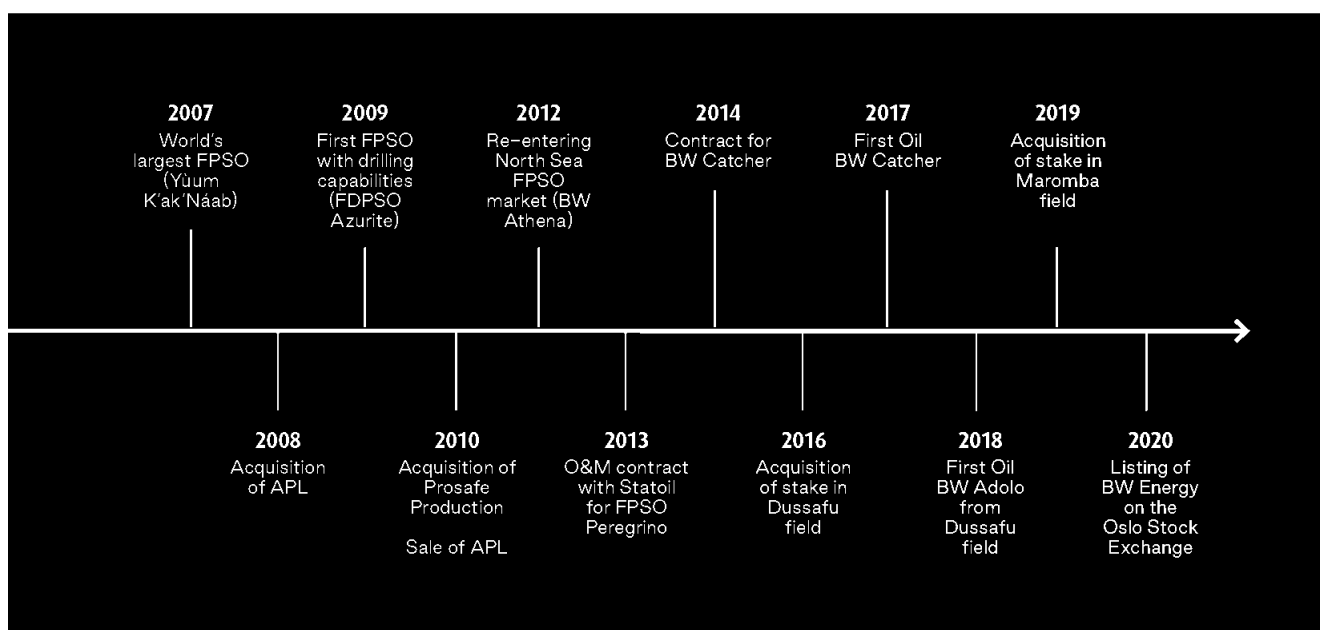 2007
World's
largest FPSO
(Yùum
K'ak'Náab)
2009
First FPSO
with drilling
capabilities
(FDPSO
Azurite)
2012
Re-entering
North Sea
FPSO
market (BW
Athena)
2014
Contract for
BW Catcher
2017
First Oil
BW Catcher
2019
Acquisition
of stake in
Maromba
field
2008
Acquisition
of APL
2010
Acquisition of
Prosafe
Production
Sale of APL
2013
O&M contract
with Statoil
for FPSO
Peregrino
2016
Acquisition
of stake in
Dussafu
field
2018
First Oil
BW Adolo
from
Dussafu
field
2020
Listing of
BW Energy
on the
Oslo Stock
Exchange